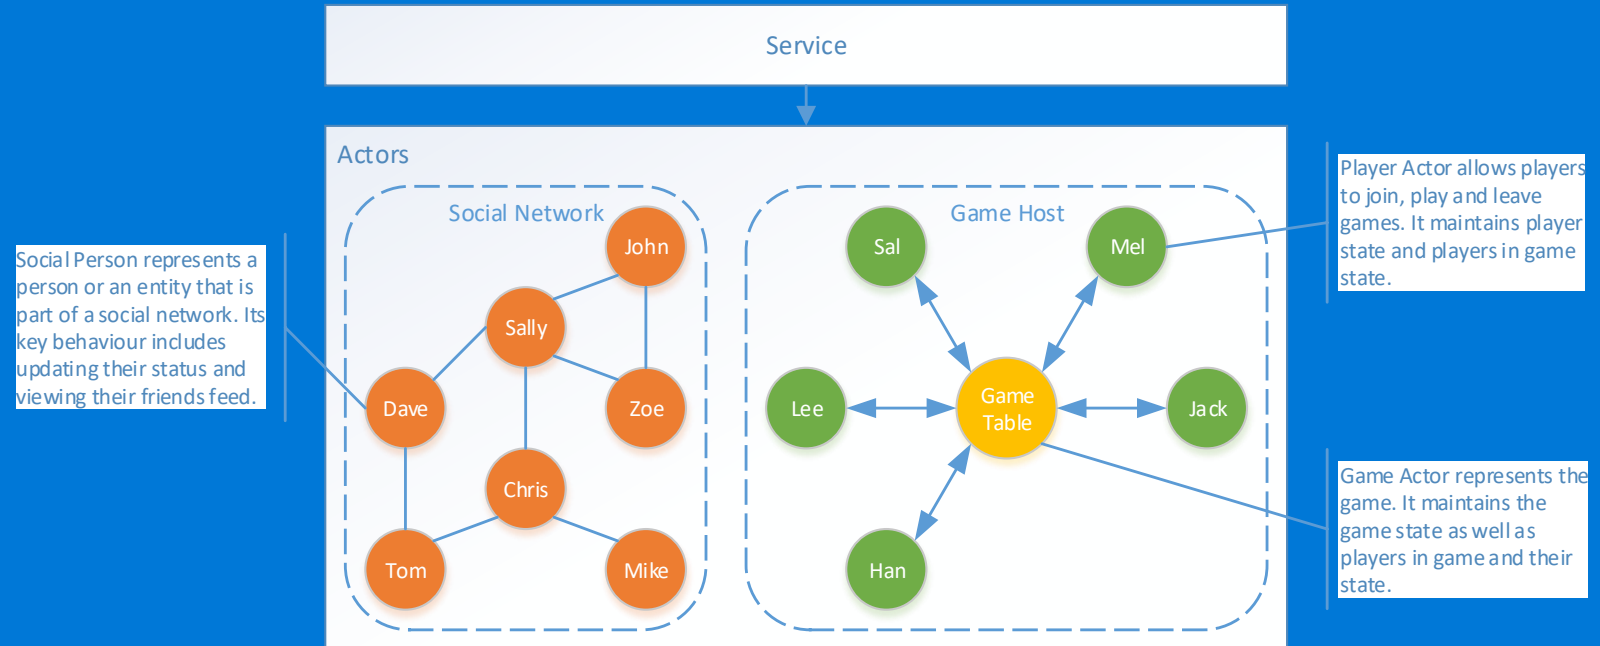 Service
Actors
Social Network
John
Sally
Dave
Zoe
Chris
Tom
Mike
Social Person represents a
person or an entity that is
part of a social network. Its
key behaviour includes
updating their status and
viewing their friends feed.
Game Host
Sal
Mel
Lee
Game
Table
Jack
Han
Player Actor allows players
to join, play and leave
games. It maintains player
state and players in game
state.
Game Actor represents the
game. It maintains the
game state as well as
players in game and their
state.